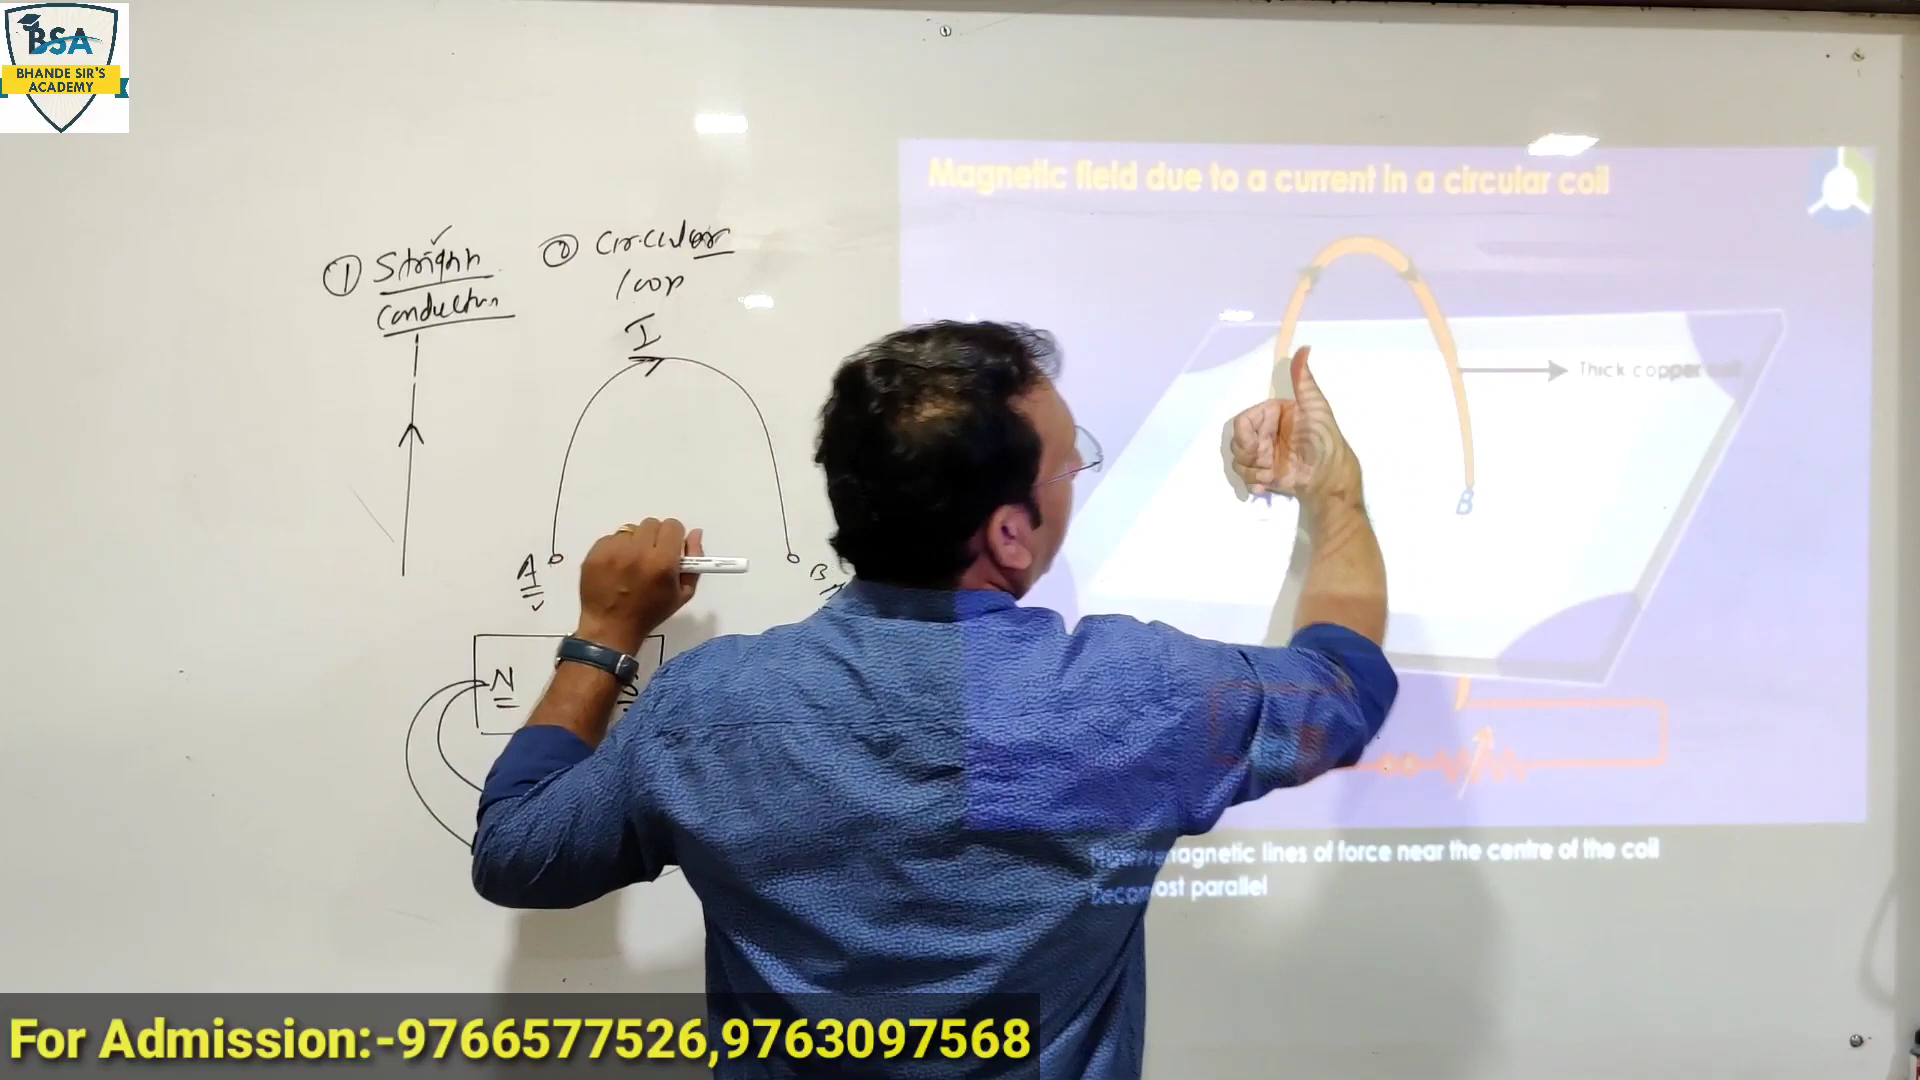 BSA
BHANDE SIR'S
ACADEMY
Magnetic field due to a current in a circular coil
① Straight
conductor
② Circular
loop
I
Thick copper
A
B
B
N
magnetic lines of force near the centre of the coil
ost parallel
For Admission:-9766577526,9763097568